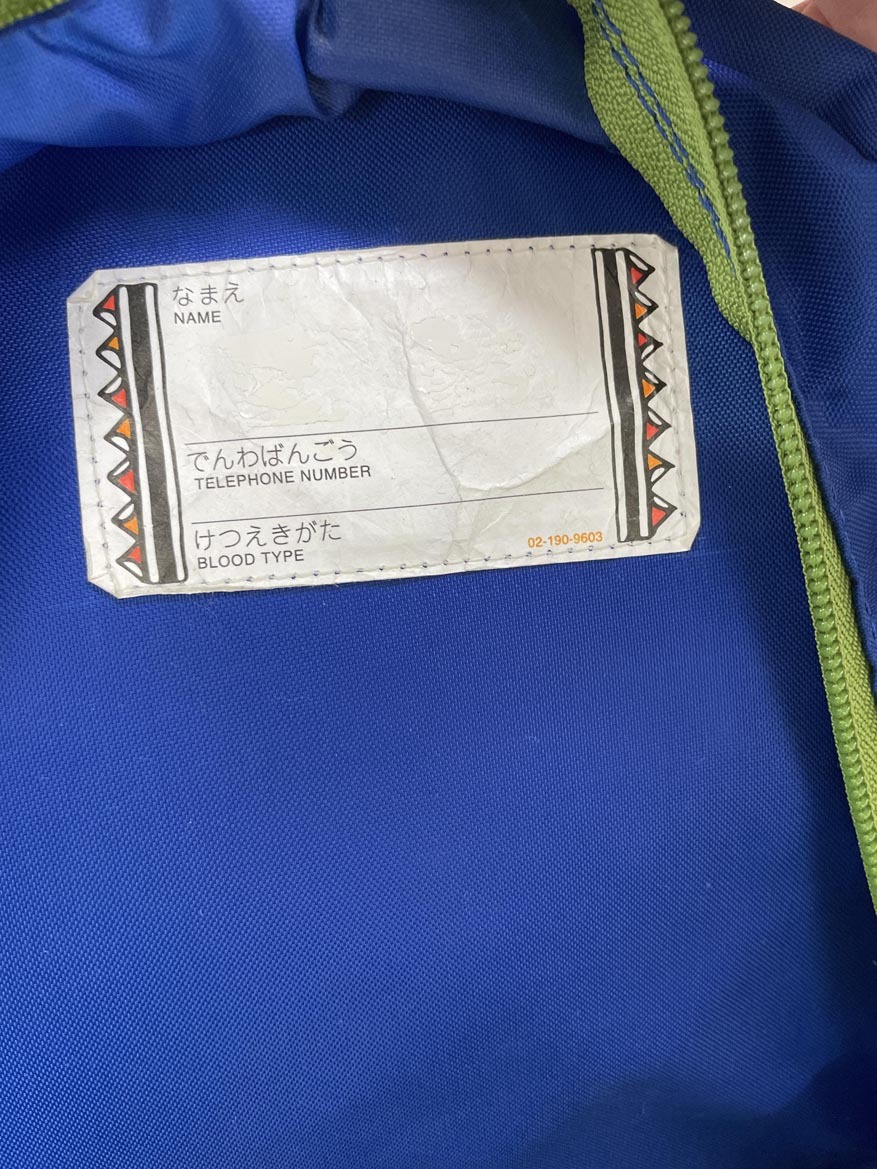 なまえ
NAME
でんわばんごう
TELEPHONE NUMBER
けつえきがた
BLOOD TYPE
02-190-9603